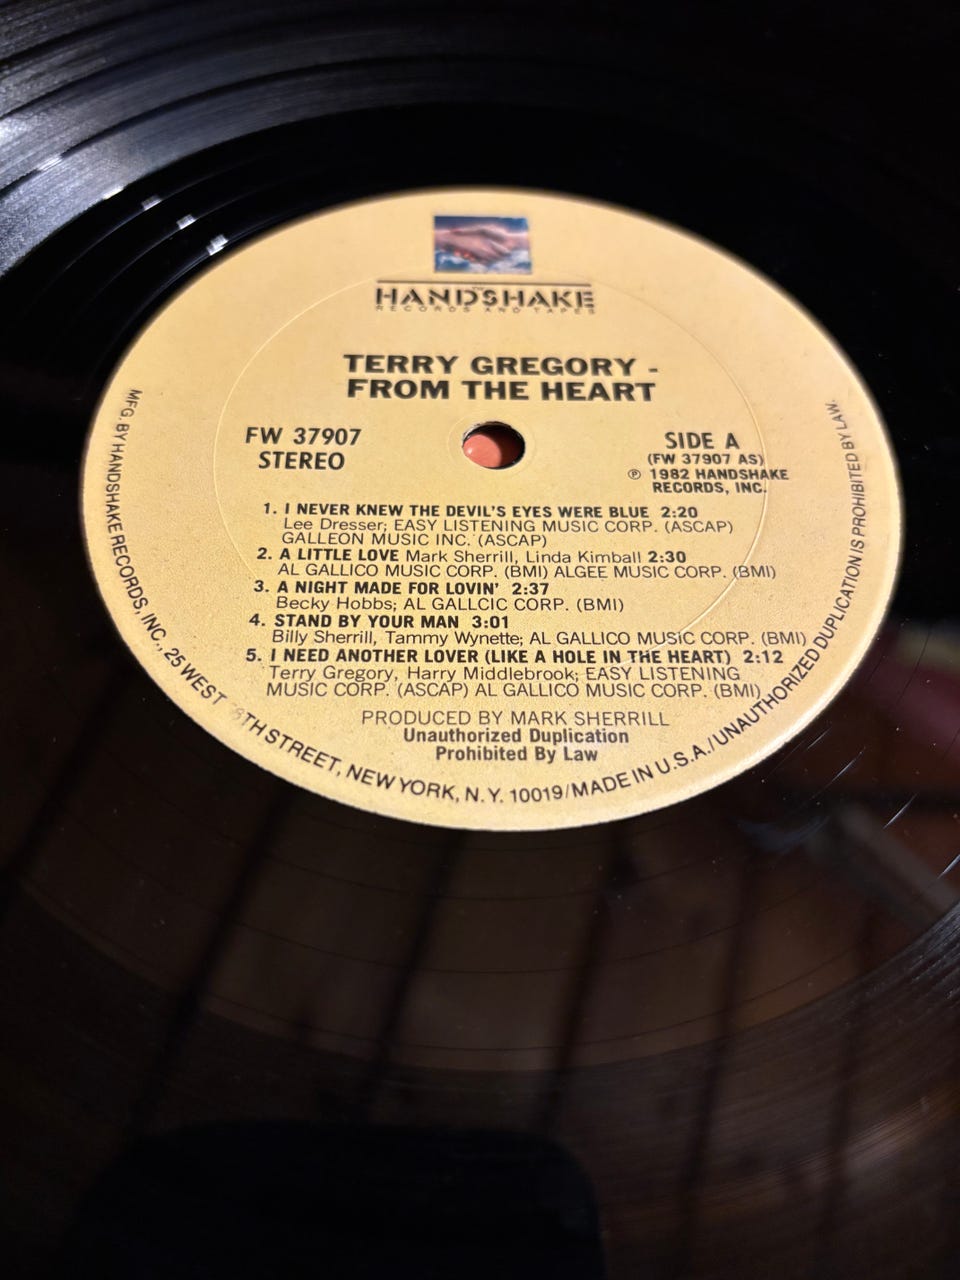 THE
HANDSHAKE
RECORDS AND TAPES
TERRY GREGORY -
FROM THE HEART
FW 37907
STEREO
SIDE A
(FW 37907 AS)
℗ 1982 HANDSHAKE
RECORDS, INC.
1. I NEVER KNEW THE DEVIL'S EYES WERE BLUE 2:20
Lee Dresser; EASY LISTENING MUSIC CORP. (ASCAP)
GALLEON MUSIC INC. (ASCAP)
2. A LITTLE LOVE Mark Sherrill, Linda Kimball 2:30
AL GALLICO MUSIC CORP. (BMI) ALGEE MUSIC CORP. (BMI)
3. A NIGHT MADE FOR LOVIN' 2:37
Becky Hobbs; AL GALLCIC CORP. (BMI)
4. STAND BY YOUR MAN 3:01
Billy Sherrill, Tammy Wynette; AL GALLICO MUSIC CORP. (BMI)
5. I NEED ANOTHER LOVER (LIKE A HOLE IN THE HEART) 2:12
Terry Gregory, Harry Middlebrook; EASY LISTENING
MUSIC CORP. (ASCAP) AL GALLICO MUSIC CORP. (BMI)
PRODUCED BY MARK SHERRILL
Unauthorized Duplication
Prohibited By Law
MFG. BY HANDSHAKE RECORDS, INC., 25 WEST STREET, NEW YORK, N.Y. 10019/MADE IN U.S.A./UNAUTHORIZED DUPLICATION IS PROHIBITED BY LAW.